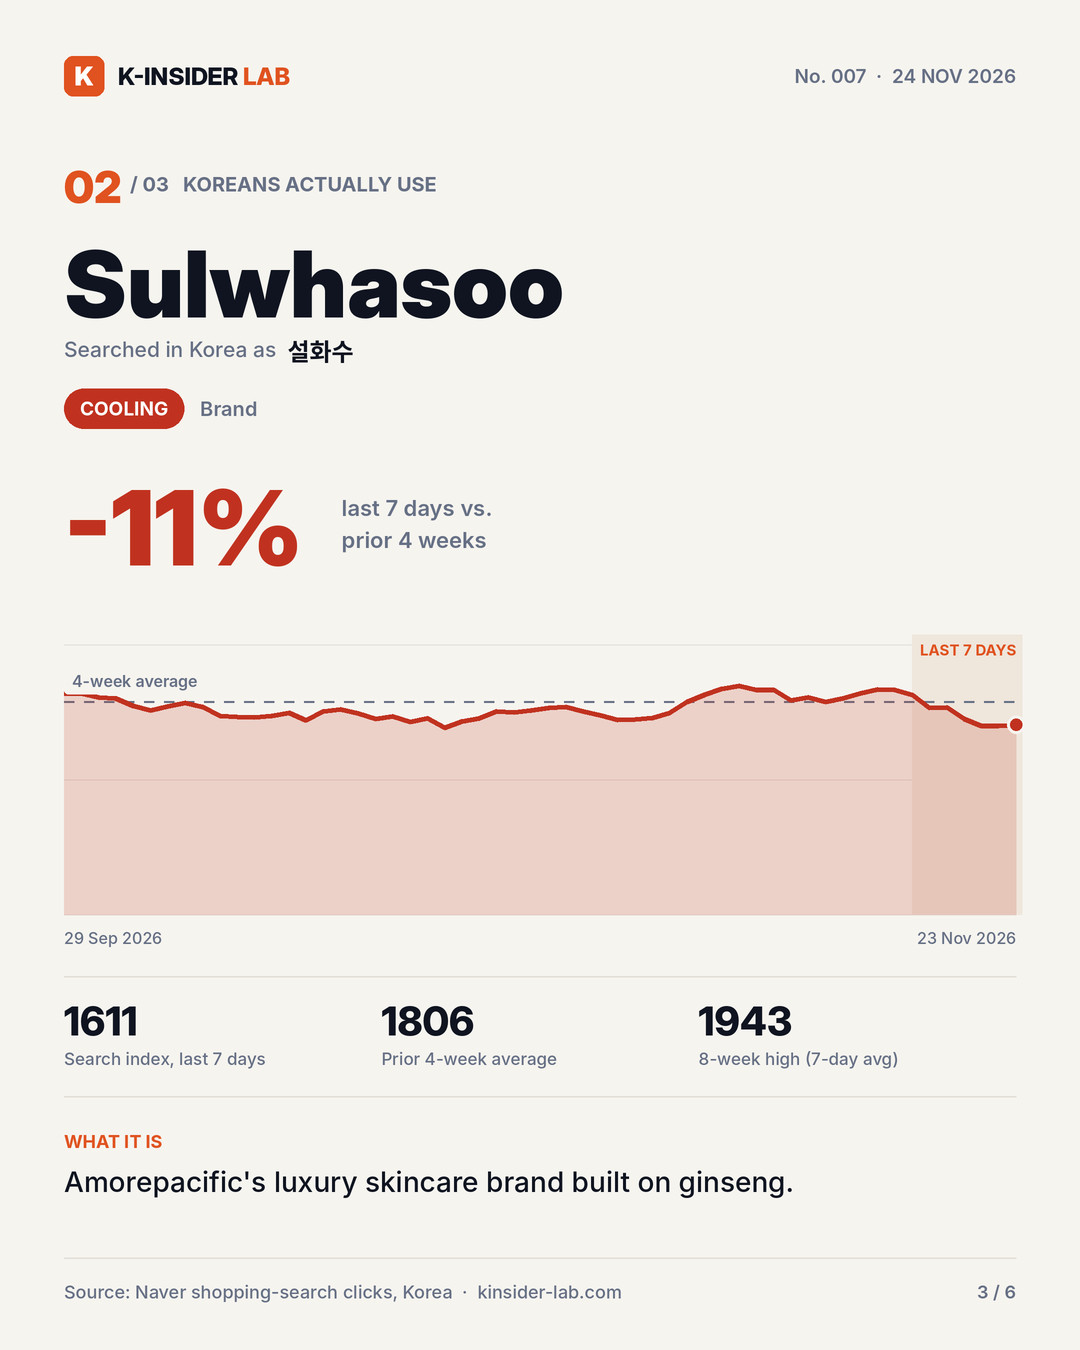 K K-INSIDER LAB
No. 007 · 24 NOV 2026
02 / 03 KOREANS ACTUALLY USE
Sulwhasoo
Searched in Korea as 설화수
COOLING Brand
-11%
last 7 days vs.
prior 4 weeks
LAST 7 DAYS
4-week average
29 Sep 2026
23 Nov 2026
1611
Search index, last 7 days
1806
Prior 4-week average
1943
8-week high (7-day avg)
WHAT IT IS
Amorepacific's luxury skincare brand built on ginseng.
Source: Naver shopping-search clicks, Korea · kinsider-lab.com
3 / 6